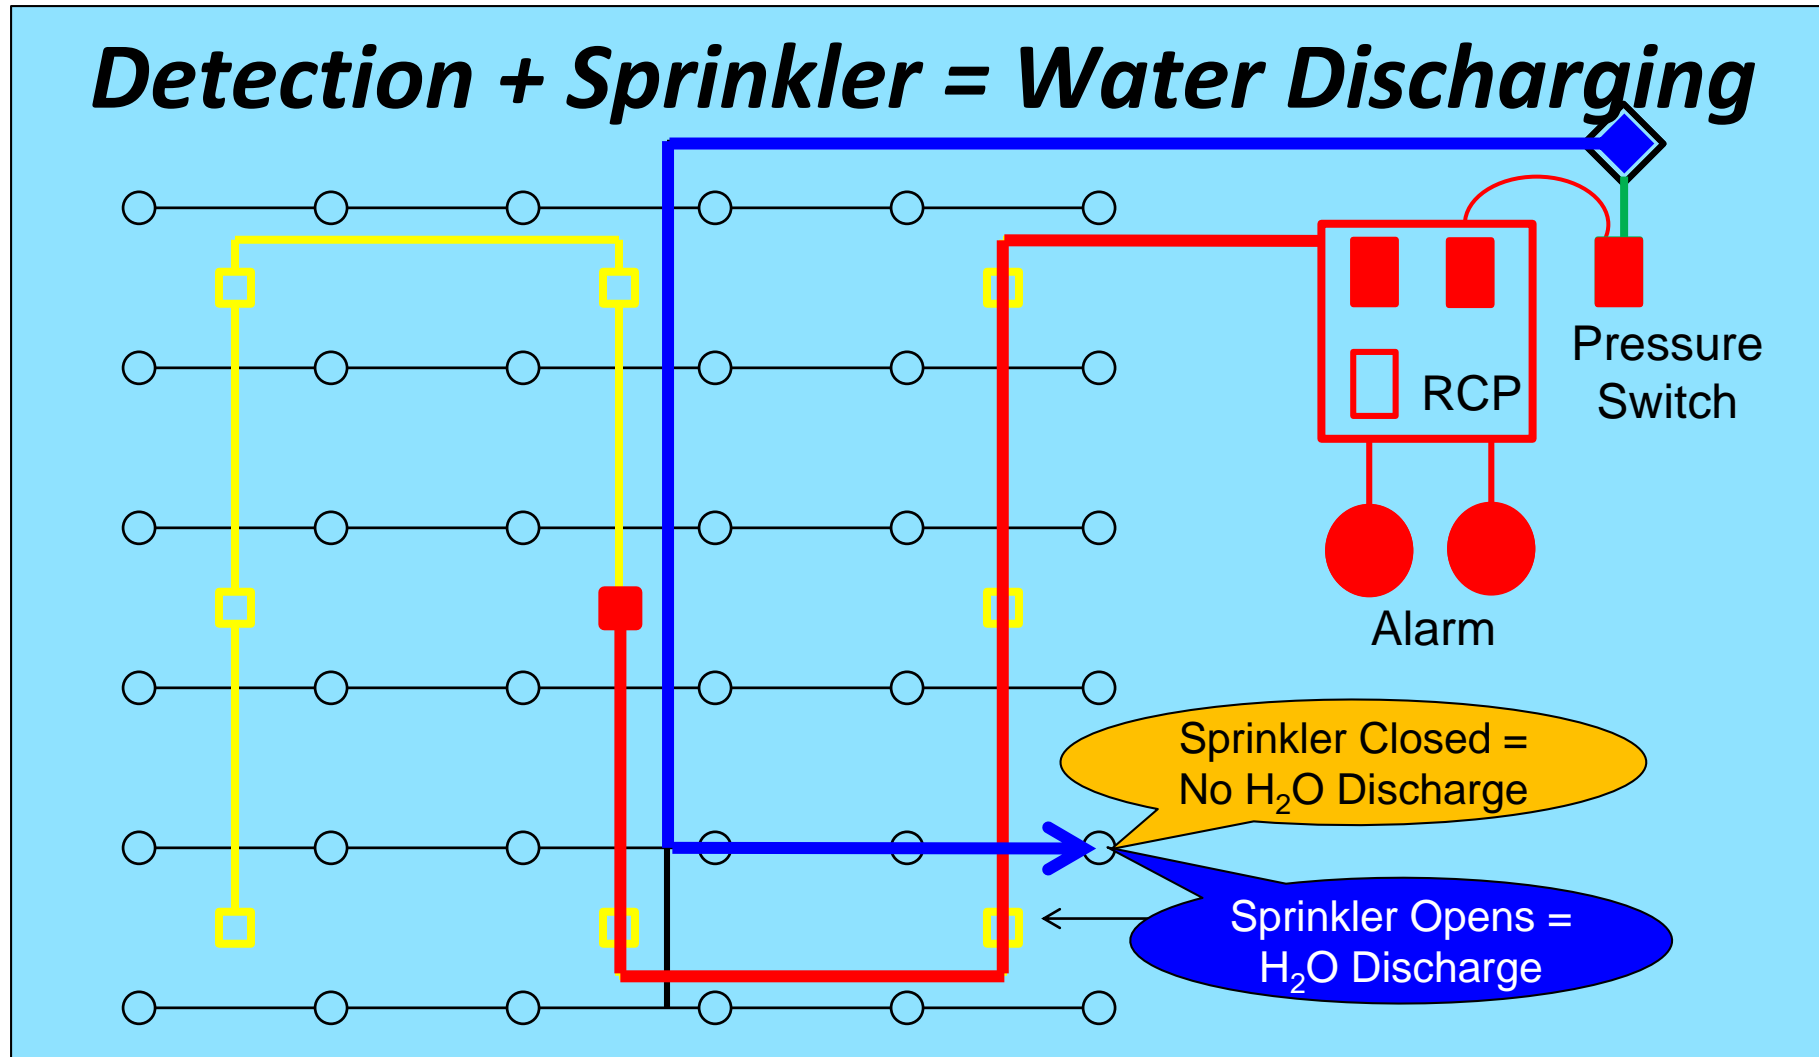 Detection + Sprinkler = Water Discharging
Pressure
Switch
RCP
Alarm
Sprinkler Closed =
No H₂O Discharge
Sprinkler Opens =
H₂O Discharge